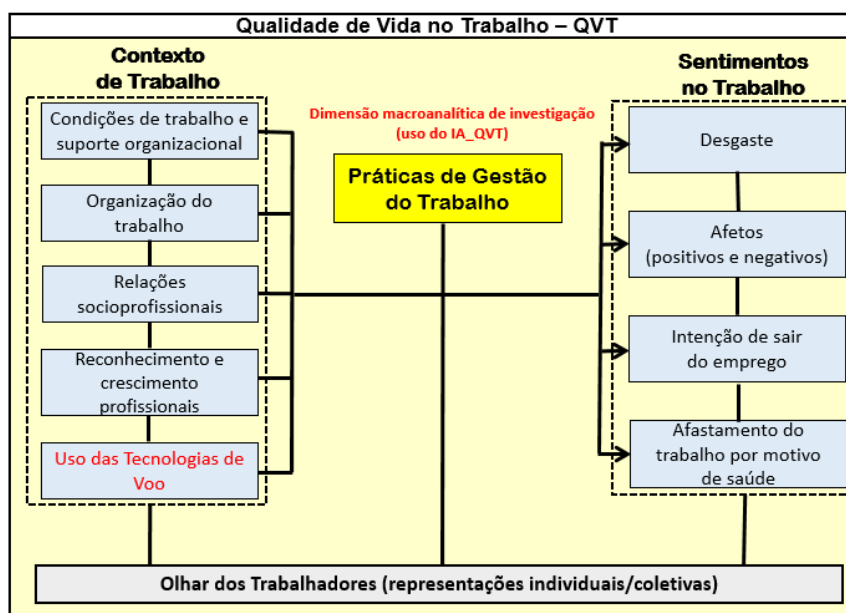 Qualidade de Vida no Trabalho – QVT
Contexto
de Trabalho
Condições de trabalho e
suporte organizacional
Organização do
trabalho
Relações
socioprofissionais
Reconhecimento e
crescimento
profissionais
Uso das Tecnologias de
Voo
Dimensão macroanalítica de investigação
(uso do IA_QVT)
Práticas de Gestão
do Trabalho
Sentimentos
no Trabalho
Desgaste
Afetos
(positivos e negativos)
Intenção de sair
do emprego
Afastamento do
trabalho por motivo
de saúde
Olhar dos Trabalhadores (representações individuais/coletivas)